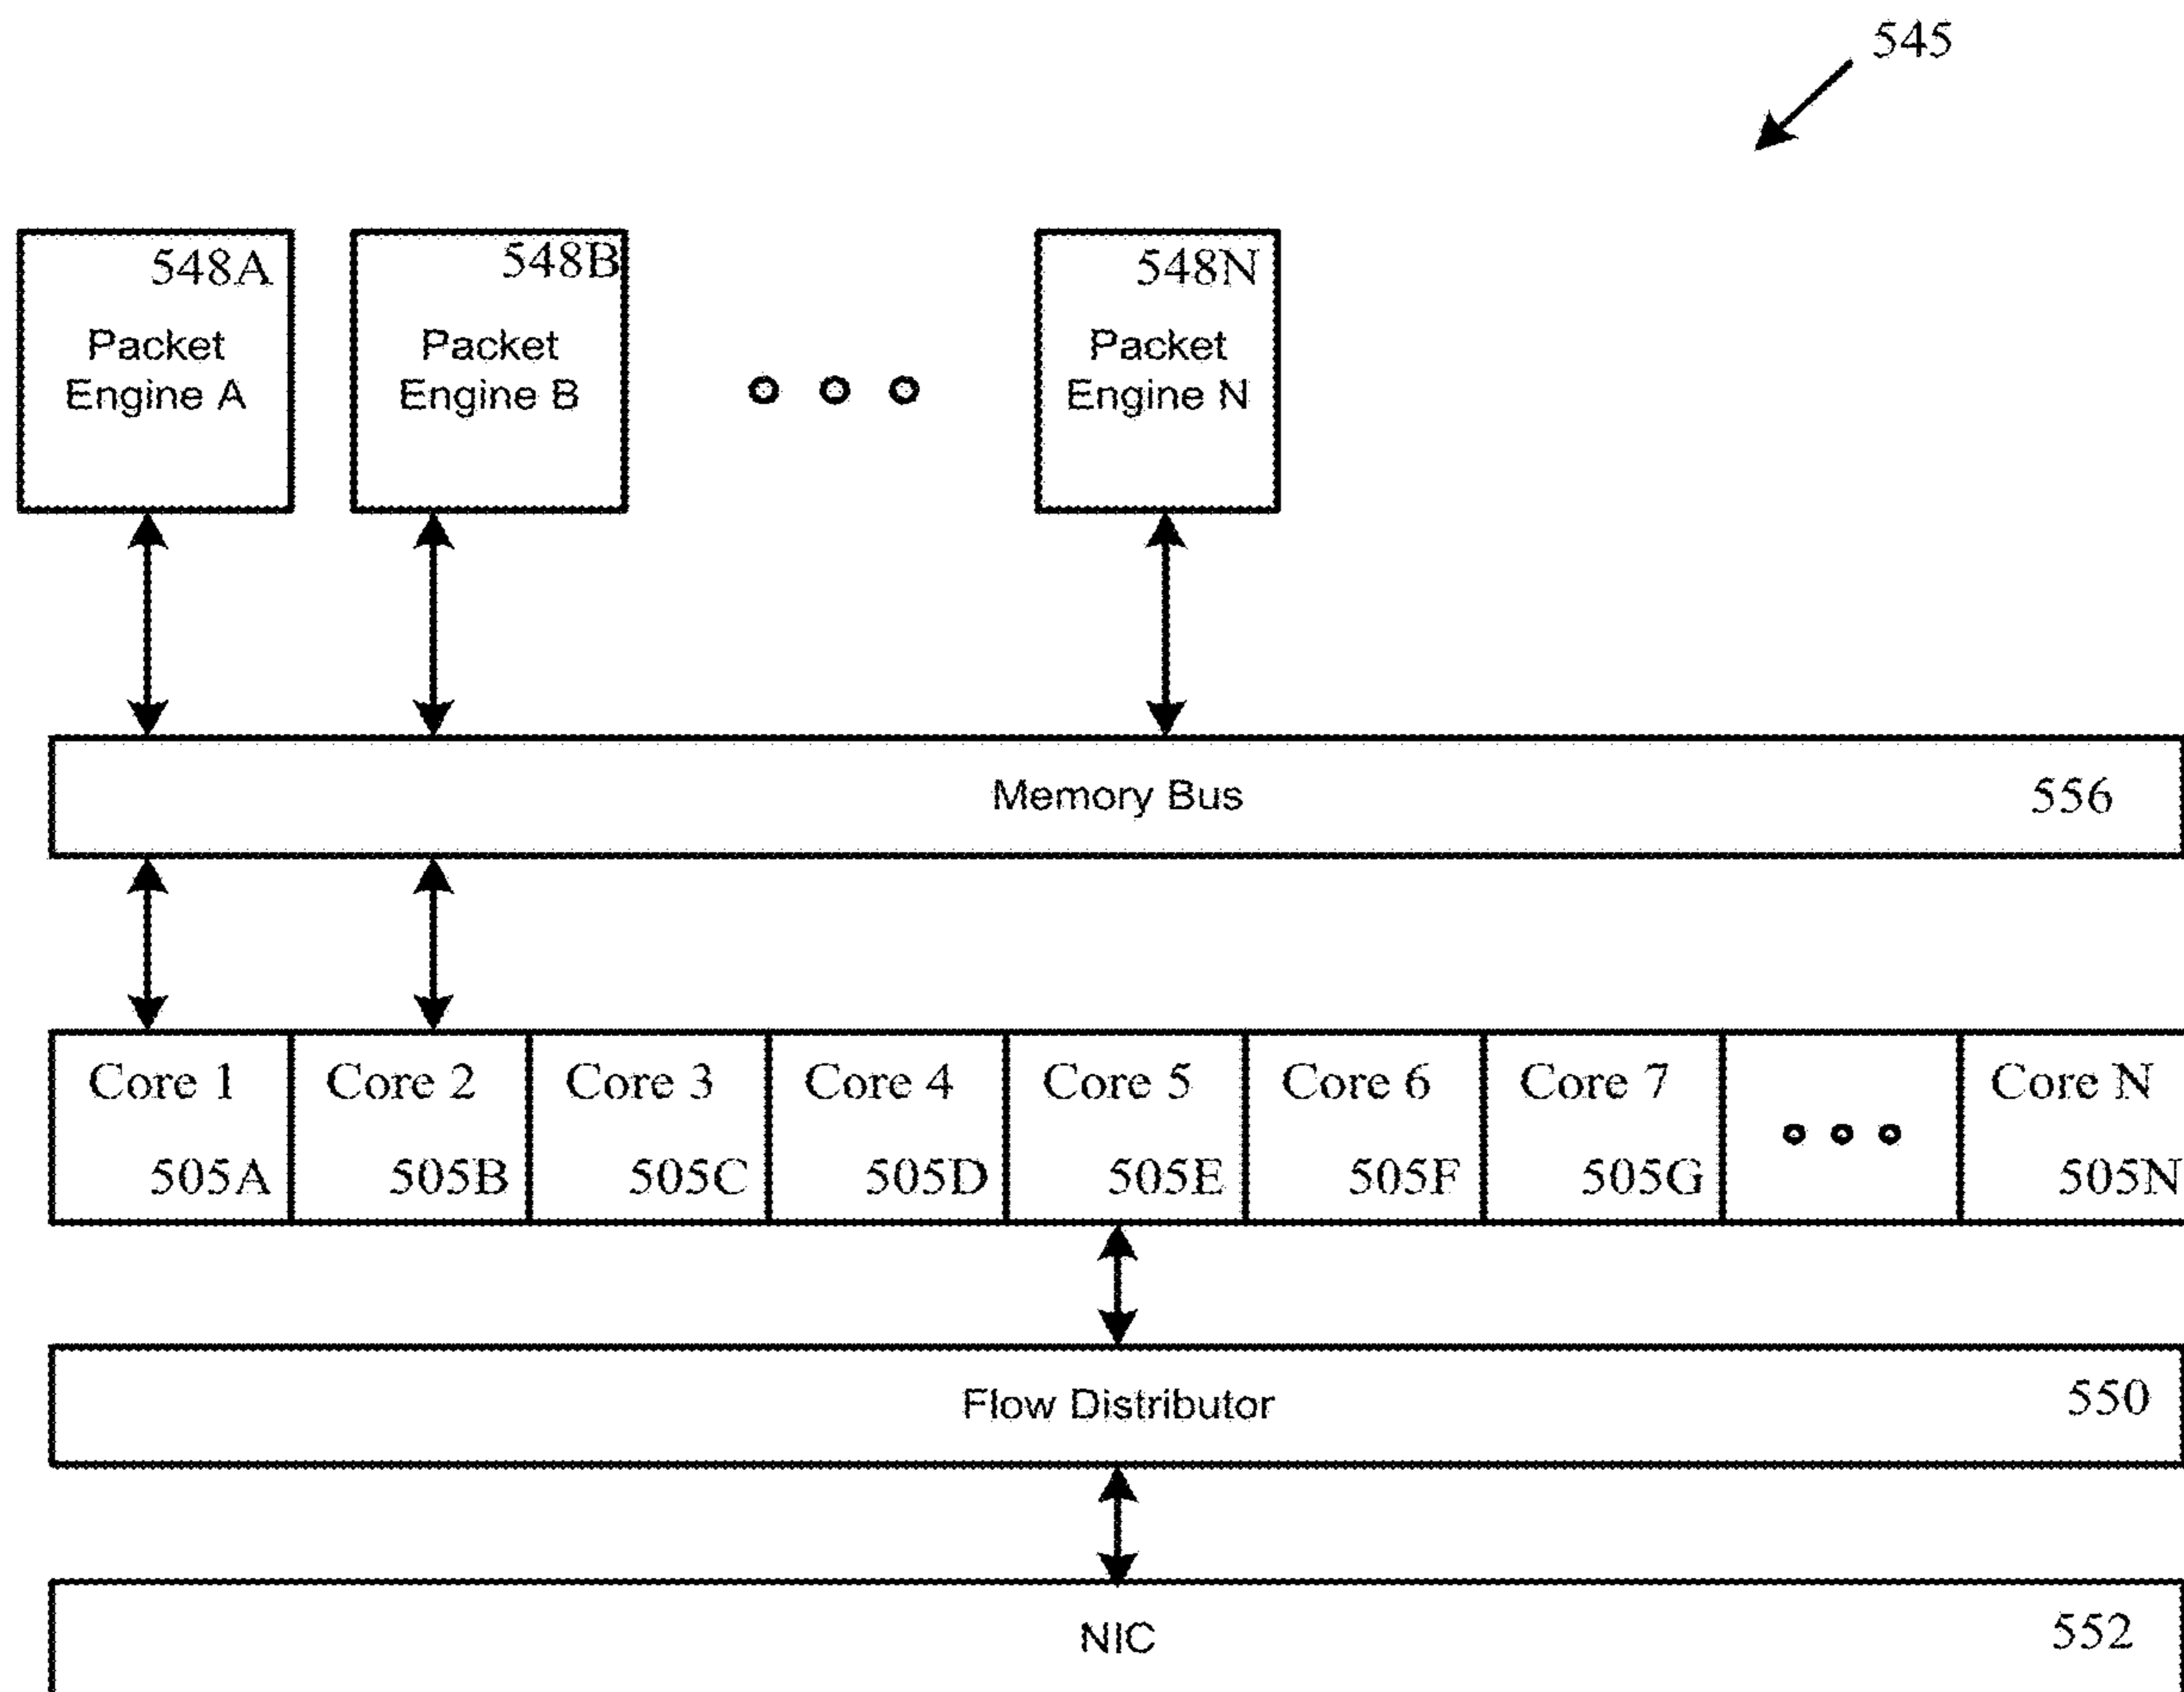 545
548A
Packet
Engine A
548B
Packet
Engine B
548N
Packet
Engine N
Memory Bus
556
Core 1
505A
Core 2
505B
Core 3
505C
Core 4
505D
Core 5
505E
Core 6
505F
Core 7
505G
Core N
505N
Flow Distributor
550
NIC
552